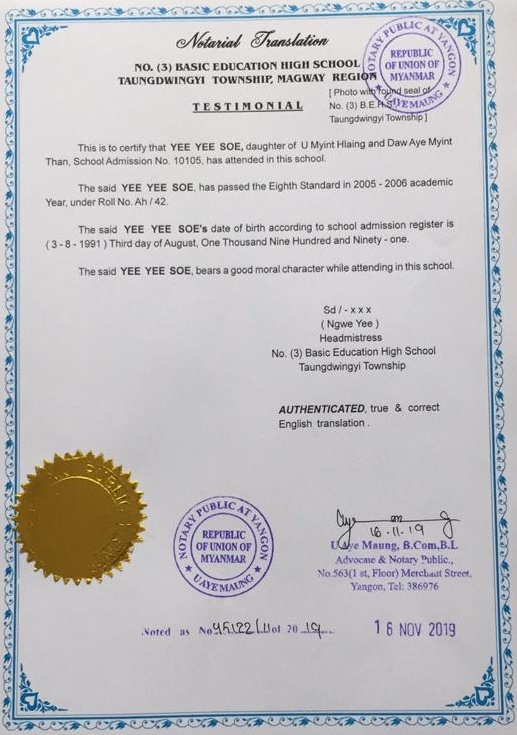 Notarial Translation
NO. (3) BASIC EDUCATION HIGH SCHOOL
TAUNGDWINGYI TOWNSHIP, MAGWAY REGION
NOTARY PUBLIC AT YANGON
REPUBLIC
OF UNION OF
MYANMAR
U AYE MAUNG
TESTIMONIAL
[ Photo with round seal of
No. (3) B.E.H.S
Taungdwingyi Township ]
This is to certify that YEE YEE SOE, daughter of U Myint Hlaing and Daw Aye Myint
Than, School Admission No. 10105, has attended in this school.
The said YEE YEE SOE, has passed the Eighth Standard in 2005 - 2006 academic
Year, under Roll No. Ah / 42.
The said YEE YEE SOE's date of birth according to school admission register is
( 3 - 8 - 1991 ) Third day of August, One Thousand Nine Hundred and Ninety - one.
The said YEE YEE SOE, bears a good moral character while attending in this school.
Sd / - x x x
( Ngwe Yee )
Headmistress
No. (3) Basic Education High School
Taungdwingyi Township
AUTHENTICATED, true & correct
English translation .
NOTARY PUBLIC AT YANGON
REPUBLIC
OF UNION OF
MYANMAR
U AYE MAUNG
16.11.19
U Aye Maung, B.Com,B.L
Advocate & Notary Public.,
No.563(1 st, Floor) Merchant Street,
Yangon, Tel: 386976
Noted as No 45122/11 of 20 19
16 NOV 2019